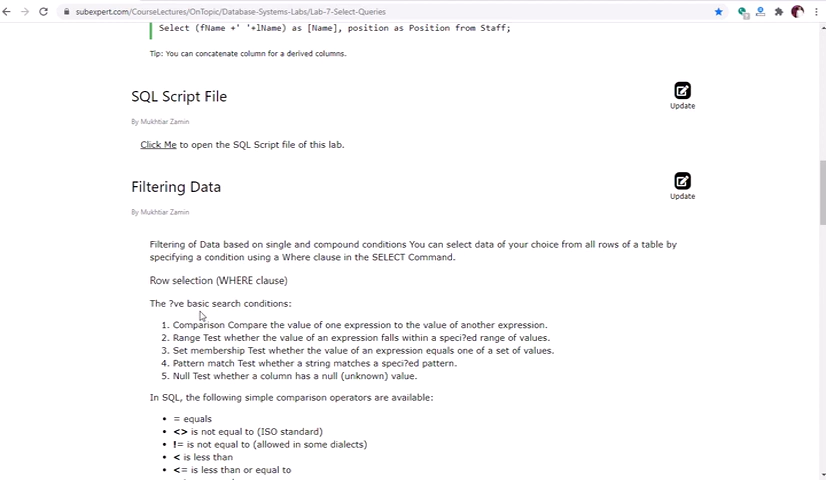 subexpert.com/CourseLectures/OnTopic/Database-Systems-Labs/Lab-7-Select-Queries
Select (fName +' '+lName) as [Name], position as Position from Staff;
Tip: You can concatenate column for a derived columns.
SQL Script File
Update
By Mukhtiar Zamin
Click Me to open the SQL Script file of this lab.
Filtering Data
Update
By Mukhtiar Zamin
Filtering of Data based on single and compound conditions You can select data of your choice from all rows of a table by
specifying a condition using a Where clause in the SELECT Command.
Row selection (WHERE clause)
The ?ve basic search conditions:
1. Comparison Compare the value of one expression to the value of another expression.
2. Range Test whether the value of an expression falls within a speci?ed range of values.
3. Set membership Test whether the value of an expression equals one of a set of values.
4. Pattern match Test whether a string matches a speci?ed pattern.
5. Null Test whether a column has a null (unknown) value.
In SQL, the following simple comparison operators are available:
• = equals
• <> is not equal to (ISO standard)
• != is not equal to (allowed in some dialects)
• < is less than
• <= is less than or equal to